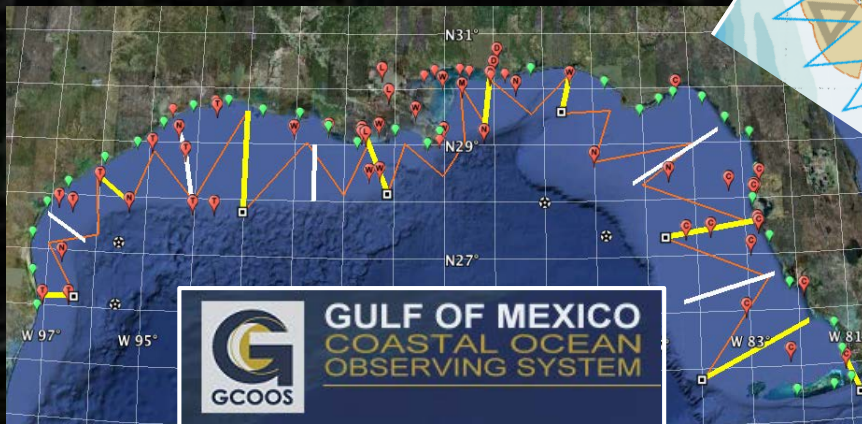 N31°
N29°
N27°
W 97°
W 95°
W 83°
W 81
D
D
L
W
W
N
W
C
L
W
N
T
N
T
W
L
W
N
T
N
T
T
W
W
N
N
C
C
C
C
C
C
C
T
T
T
N
T
T
C
C
C
C
GCOOS
GULF OF MEXICO
COASTAL OCEAN
OBSERVING SYSTEM